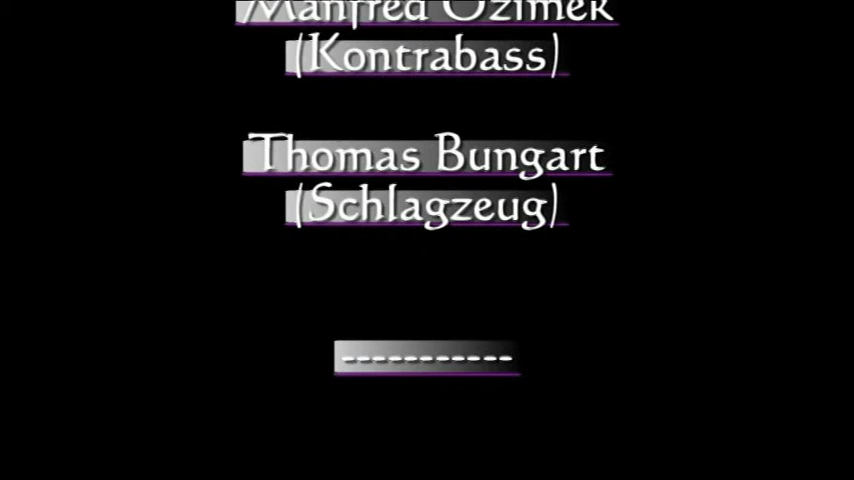 Manfred Ozimek
(Kontrabass)
Thomas Bungart
(Schlagzeug)
-----------